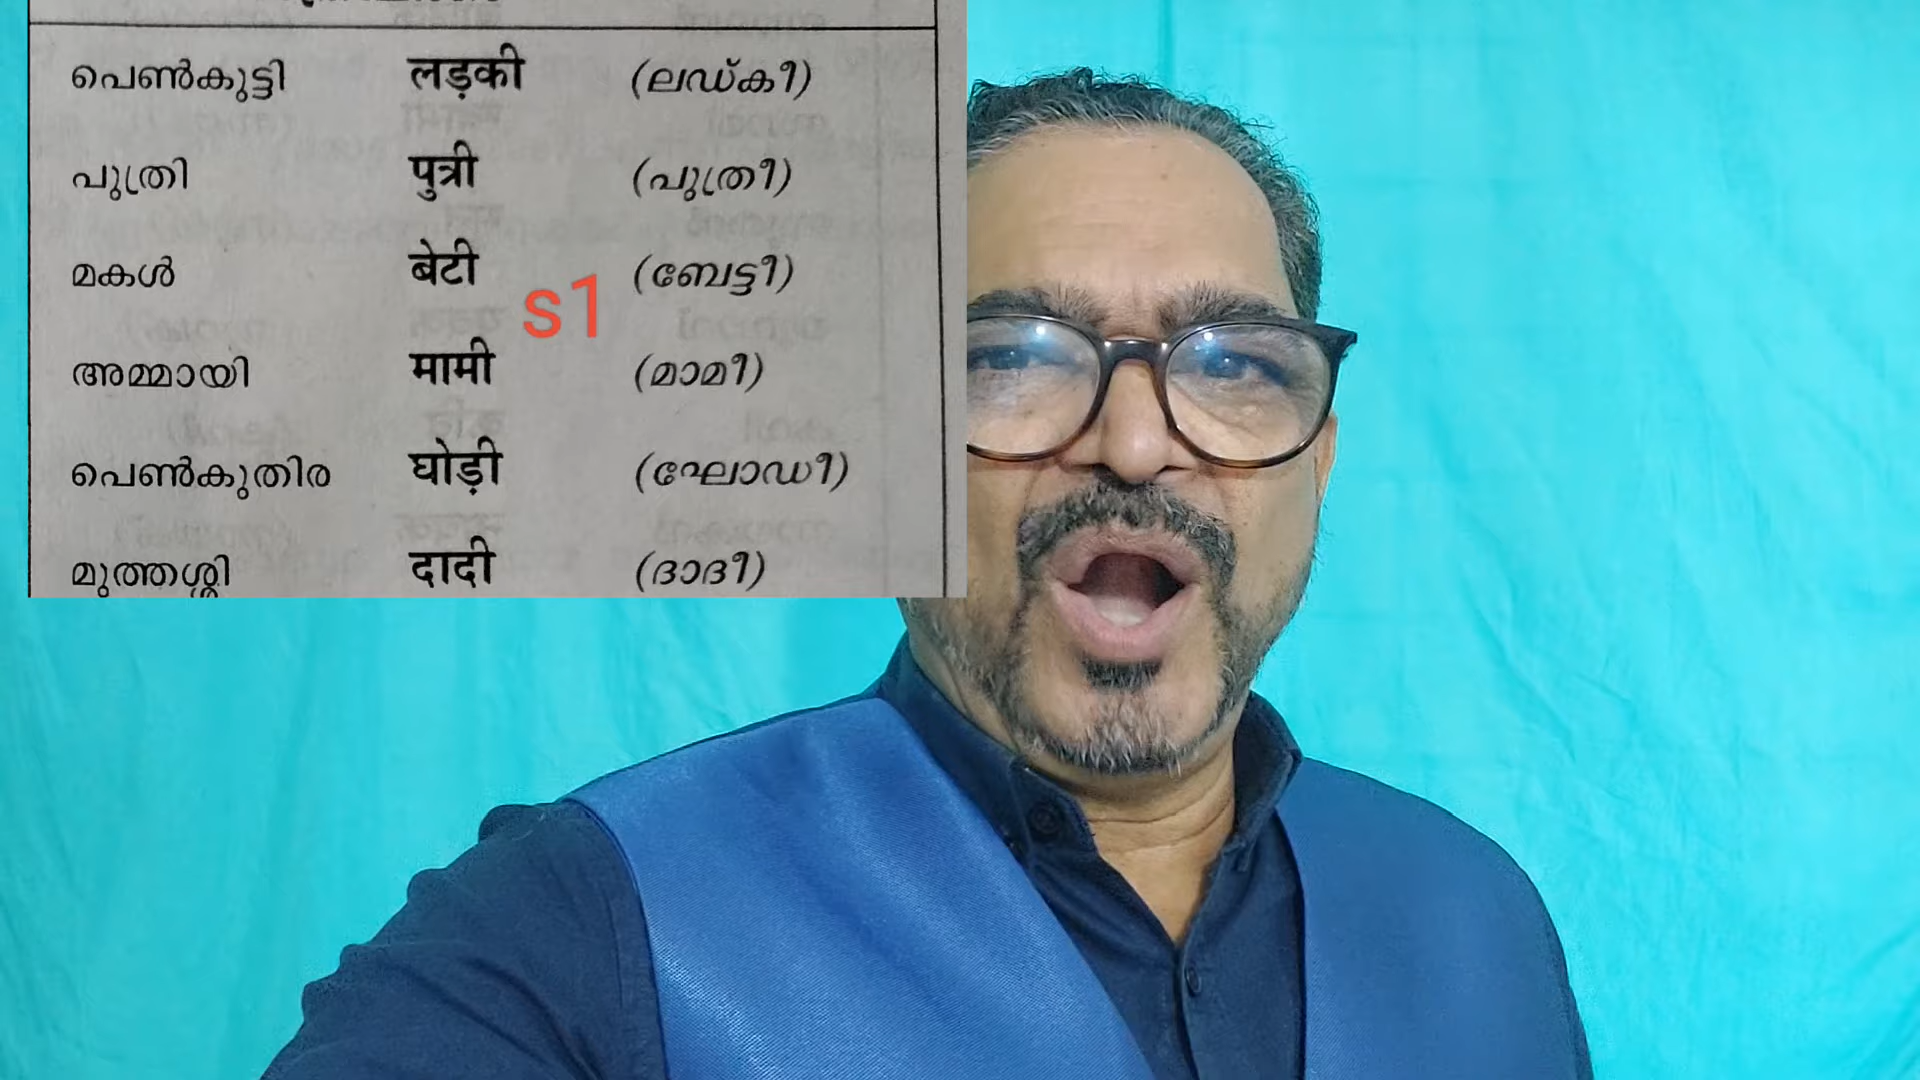 പെൺകുട്ടി लड़की (ലഡ്കീ)
പുത്രി पुत्री (പുത്രീ)
മകൾ बेटी (ബേട്ടീ)
s1
അമ്മായി मामी (മാമീ)
പെൺകുതിര घोड़ी (ഘോഡീ)
മുത്തശ്ശി दादी (ദാദീ)